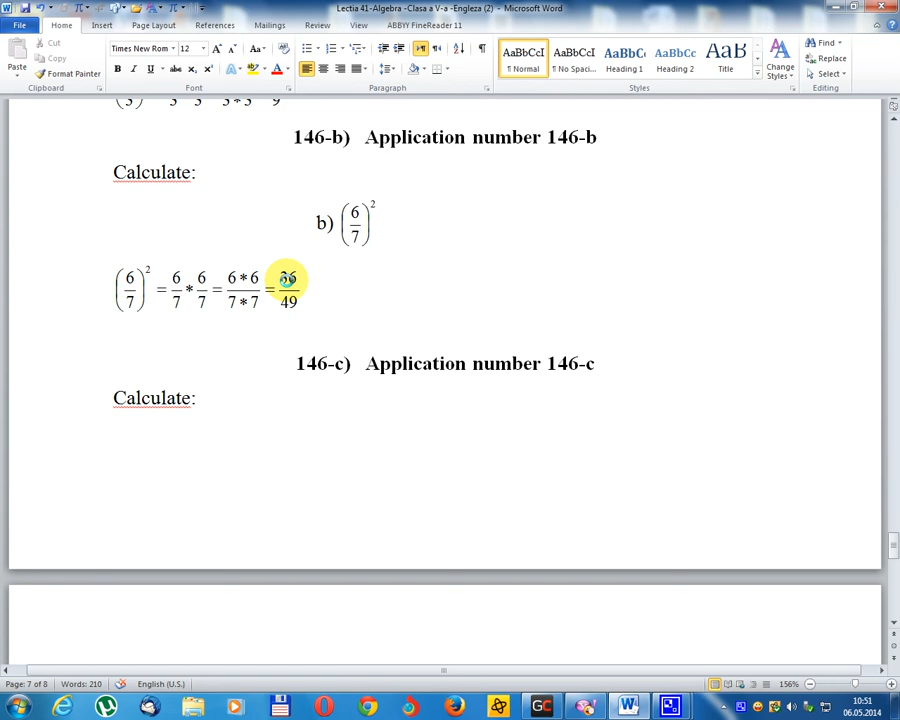 Lectia 41-Algebra -Clasa a V-a -Engleza (2) - Microsoft Word
File Home Insert Page Layout References Mailings Review View ABBYY FineReader 11
Cut
Copy
Format Painter
Paste
Clipboard
Times New Rom 12
B I U abc x₂ x² A A
Font
Paragraph
AaBbCcI AaBbCcI AaBbC AaBbCc AaB
¶ Normal ¶ No Spaci... Heading 1 Heading 2 Title
Change Styles
Styles
Find
Replace
Select
Editing
146-b) Application number 146-b
Calculate:
b) (6/7)²
(6/7)² = 6/7 * 6/7 = 6*6/7*7 = 36/49
146-c) Application number 146-c
Calculate:
Page: 7 of 8 Words: 210 English (U.S.) 156%
10:51
06.05.2014